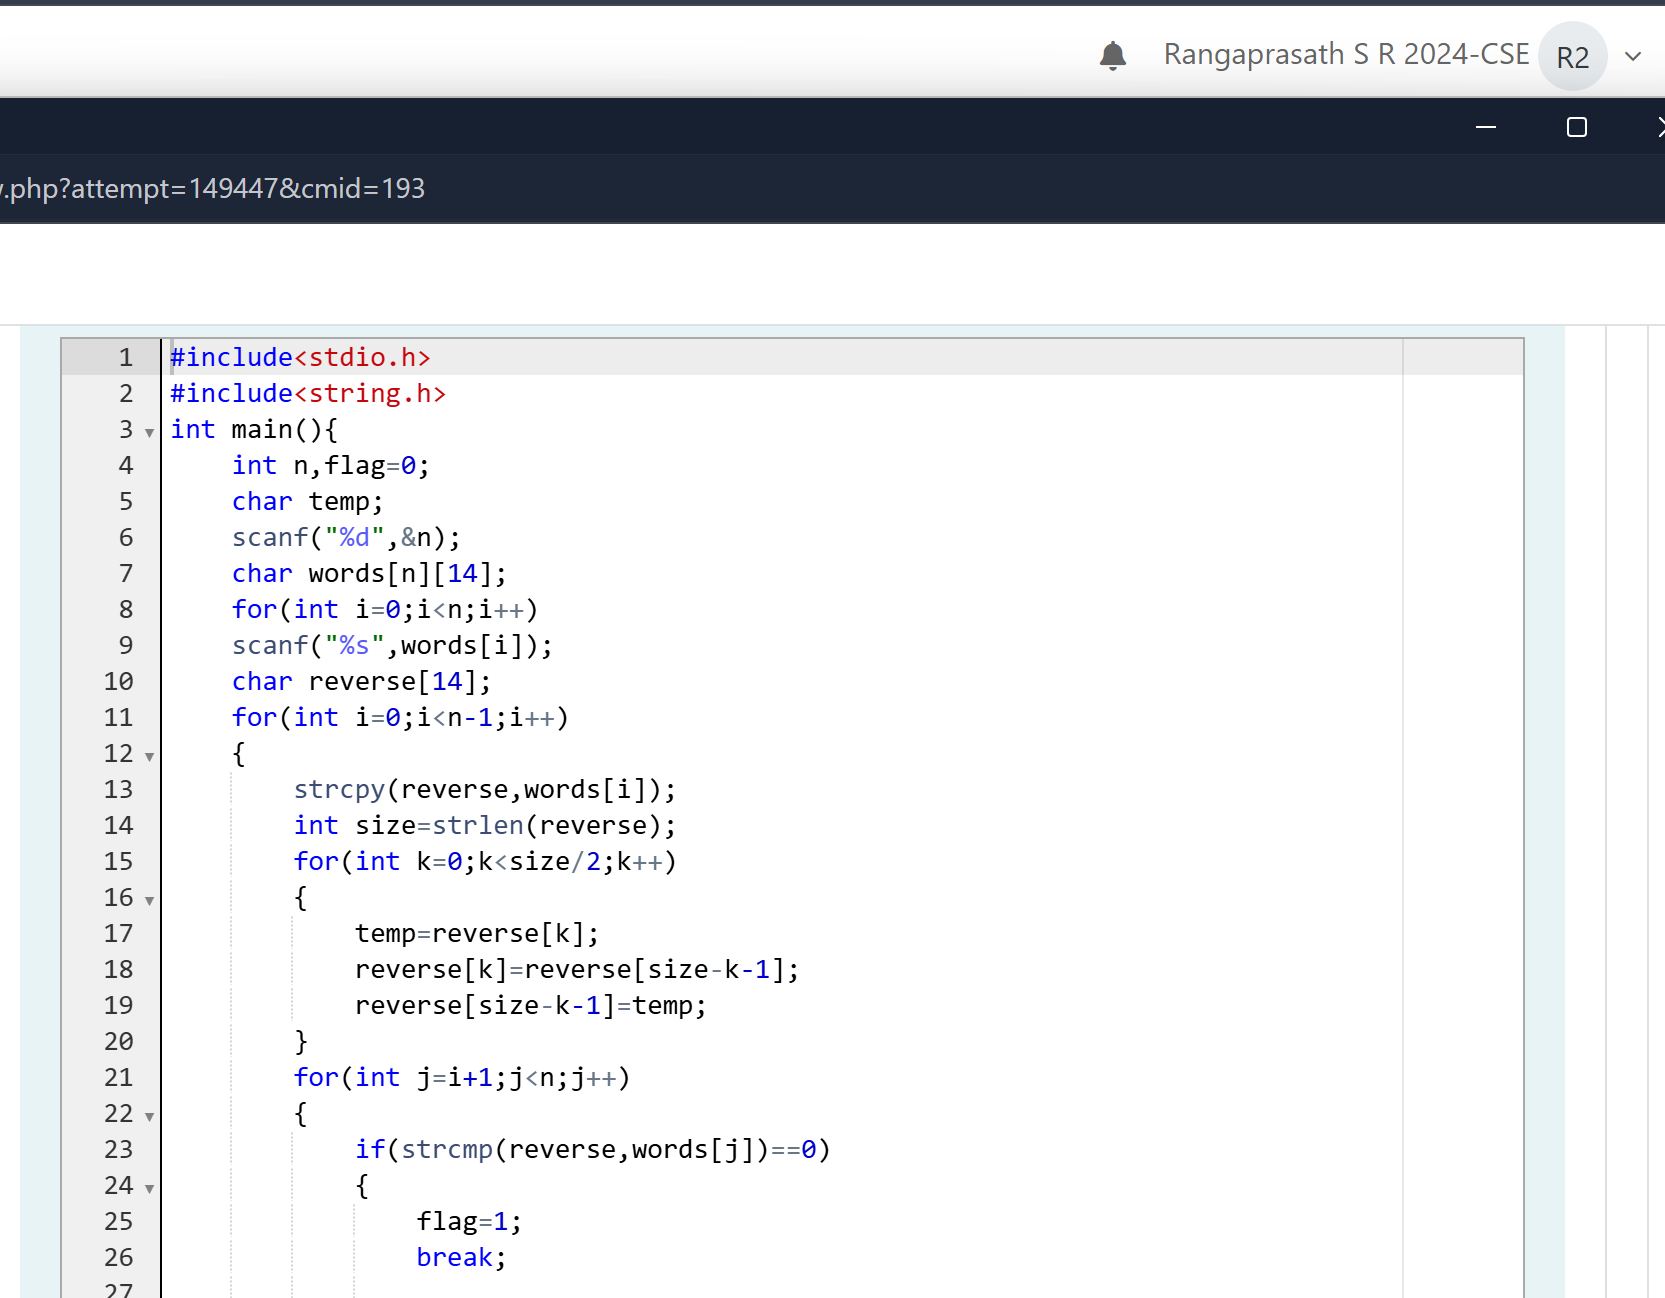 Rangaprasath S R 2024-CSE R2
.php?attempt=149447&cmid=193
1 #include<stdio.h>
2 #include<string.h>
3 int main(){
4 int n,flag=0;
5 char temp;
6 scanf("%d",&n);
7 char words[n][14];
8 for(int i=0;i<n;i++)
9 scanf("%s",words[i]);
10 char reverse[14];
11 for(int i=0;i<n-1;i++)
12 {
13 strcpy(reverse,words[i]);
14 int size=strlen(reverse);
15 for(int k=0;k<size/2;k++)
16 {
17 temp=reverse[k];
18 reverse[k]=reverse[size-k-1];
19 reverse[size-k-1]=temp;
20 }
21 for(int j=i+1;j<n;j++)
22 {
23 if(strcmp(reverse,words[j])==0)
24 {
25 flag=1;
26 break;
27